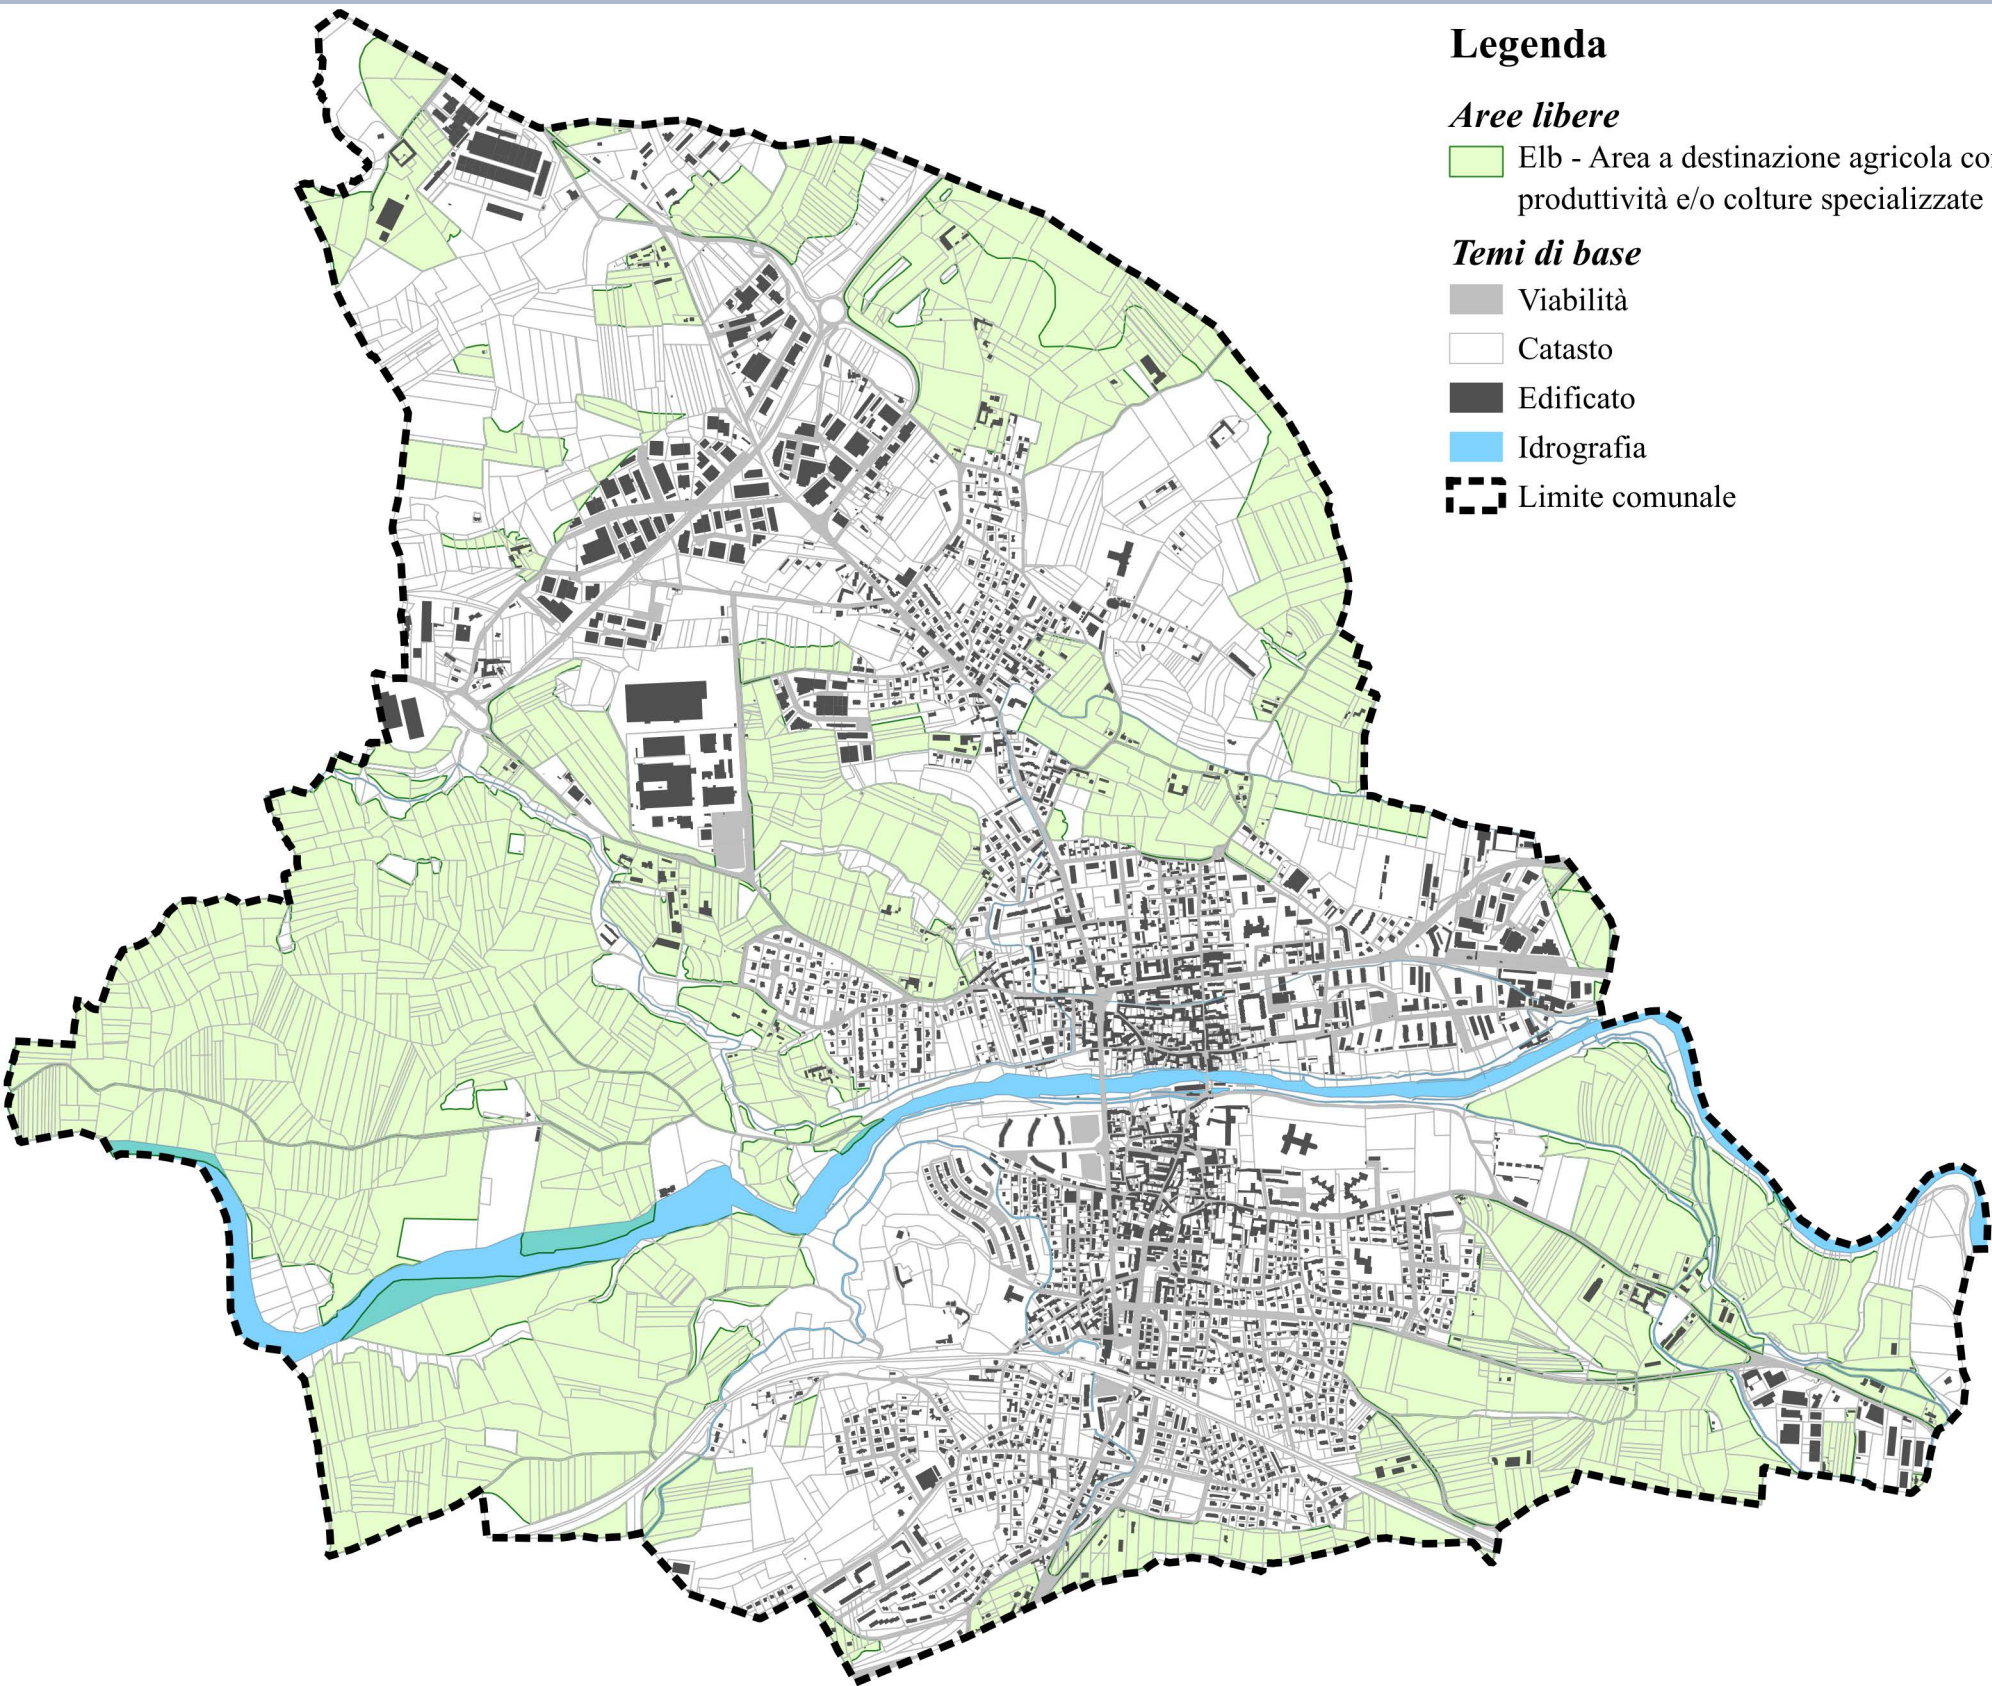 Legenda
Aree libere
Elb - Area a destinazione agricola
produttività e/o colture specializzate
Temi di base
Viabilità
Catasto
Edificato
Idrografia
Limite comunale